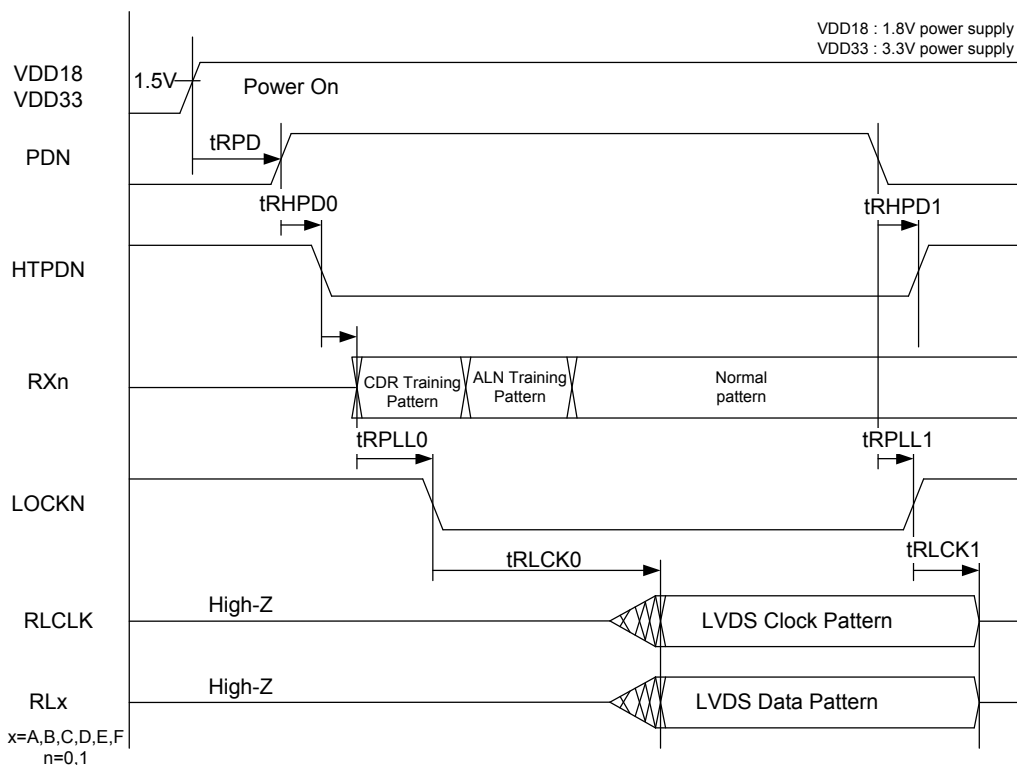 VDD18 : 1.8V power supply
VDD33 : 3.3V power supply
VDD18
VDD33
1.5V
Power On
tRPD
PDN
tRHPD0
tRHPD1
HTPDN
RXn
CDR Training
Pattern
ALN Training
Pattern
Normal
pattern
tRPLL0
tRPLL1
LOCKN
tRLCK0
tRLCK1
RLCLK
High-Z
LVDS Clock Pattern
RLx
High-Z
LVDS Data Pattern
x=A,B,C,D,E,F
n=0,1